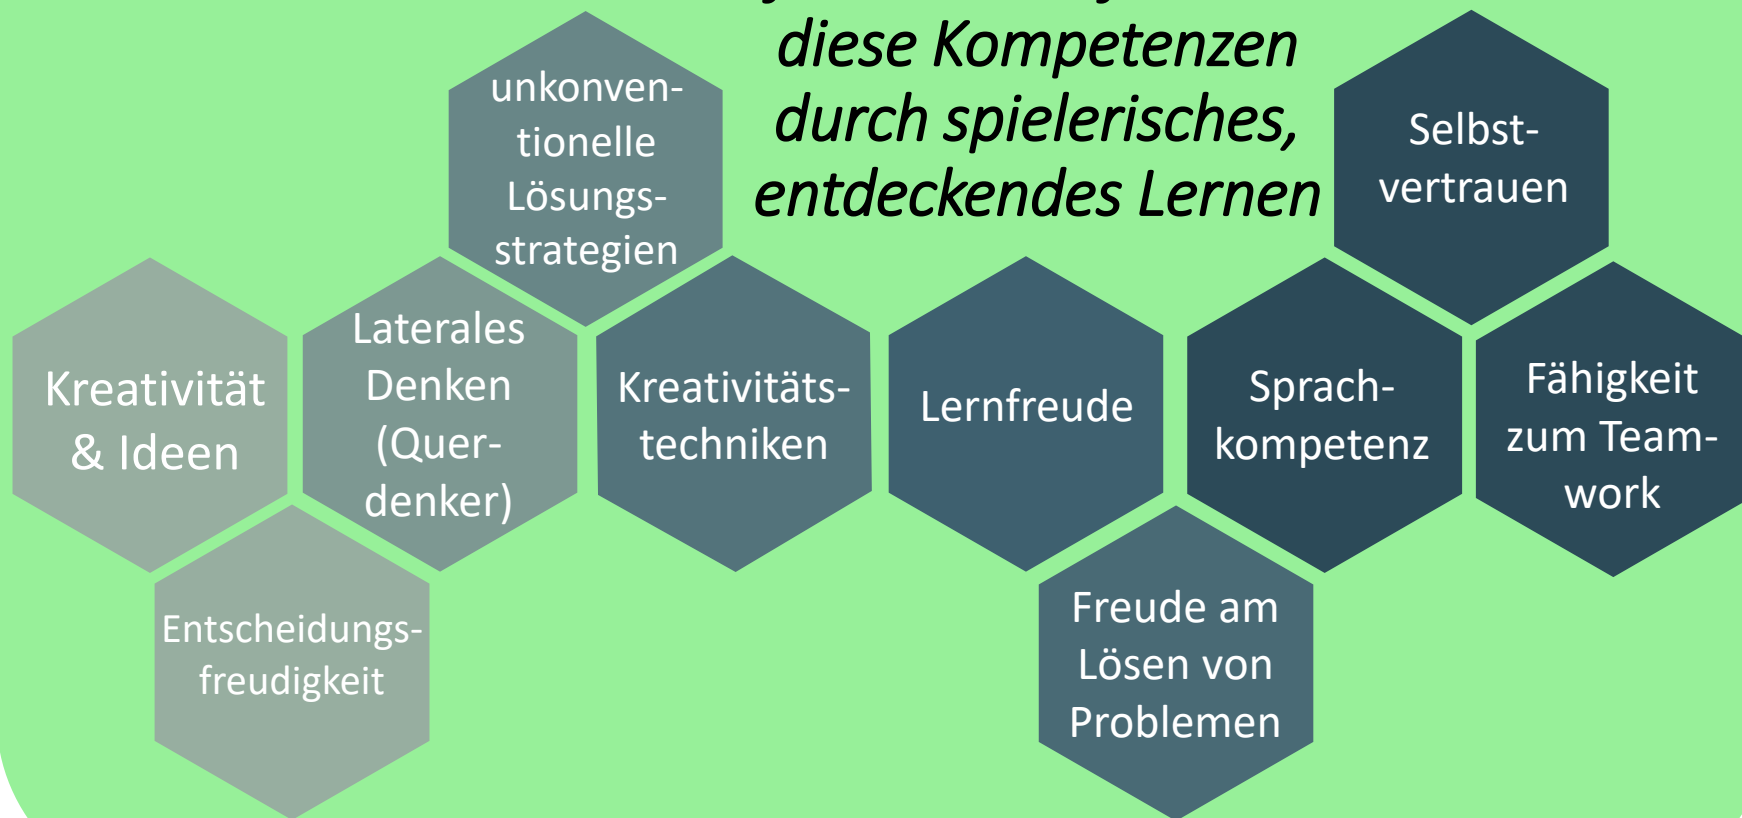 diese Kompetenzen
durch spielerisches,
entdeckendes Lernen
unkonven-
tionelle
Lösungs-
strategien
Selbst-
vertrauen
Kreativität
& Ideen
Laterales
Denken
(Quer-
denker)
Kreativitäts-
techniken
Lernfreude
Sprach-
kompetenz
Fähigkeit
zum Team-
work
Entscheidungs-
freudigkeit
Freude am
Lösen von
Problemen